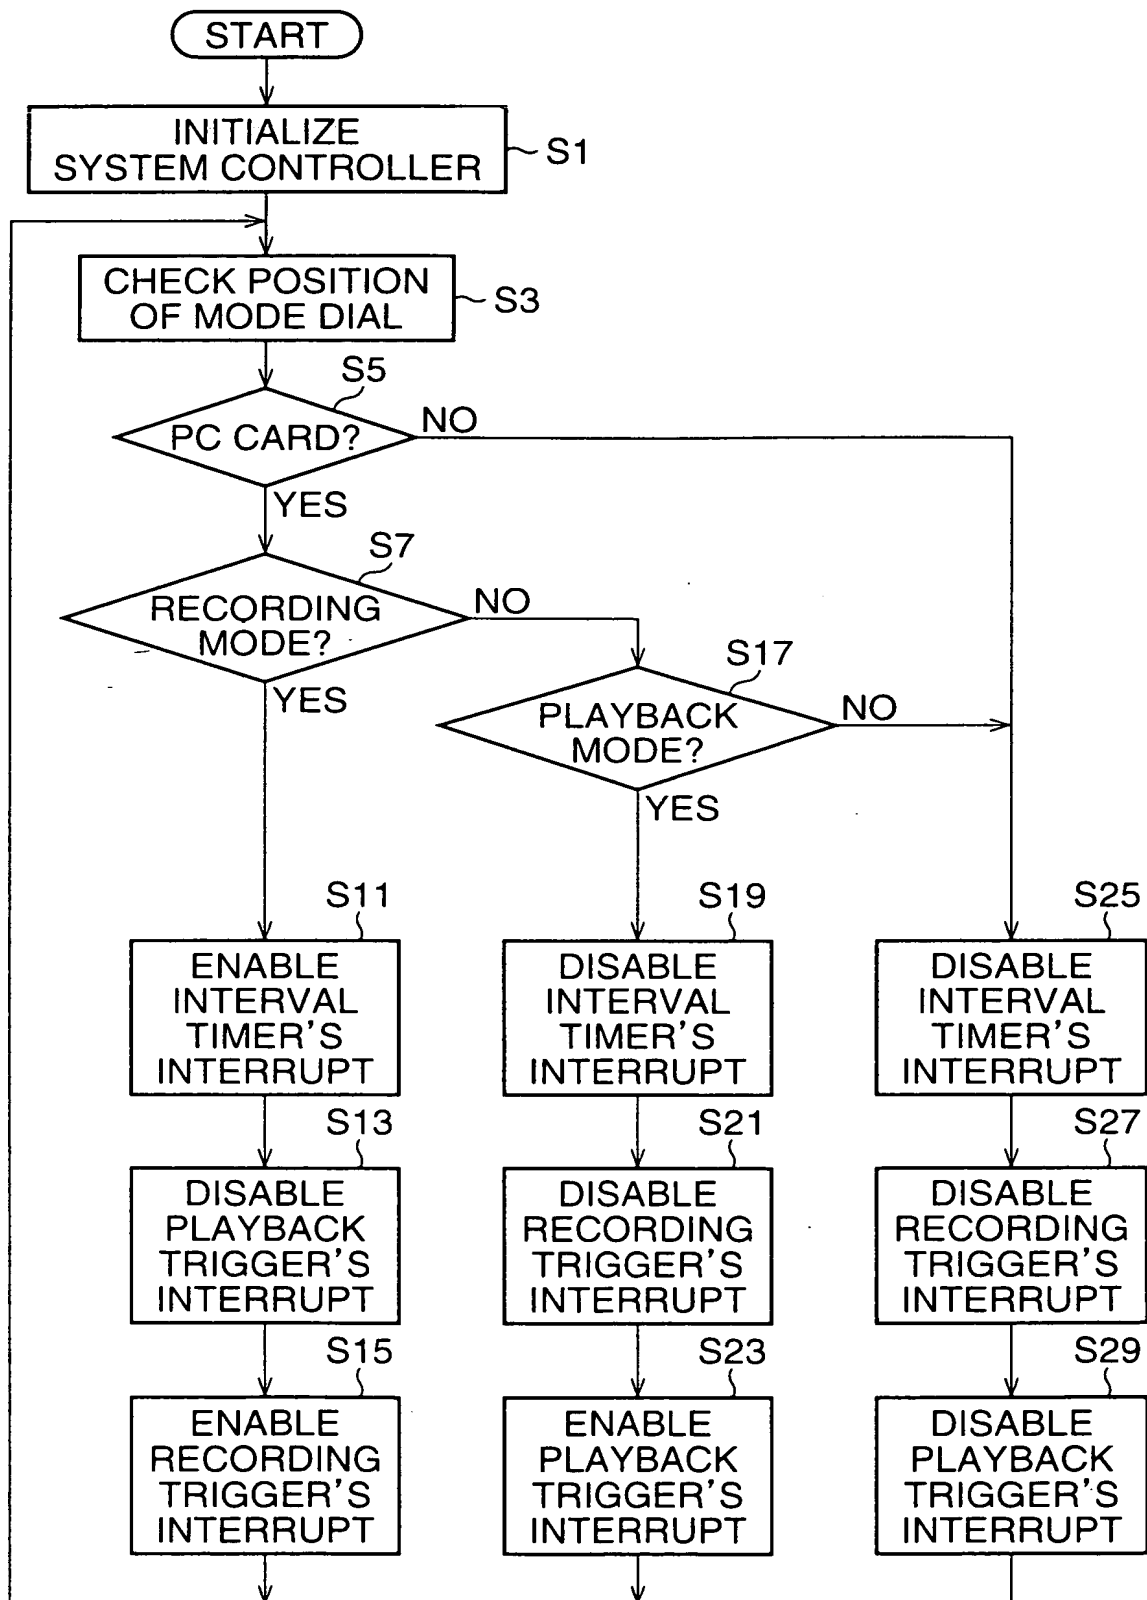 START
INITIALIZE
SYSTEM CONTROLLER
S1
CHECK POSITION
OF MODE DIAL
S3
S5
PC CARD?
NO
YES
S7
RECORDING
MODE?
NO
YES
S17
PLAYBACK
MODE?
NO
YES
S11
ENABLE
INTERVAL
TIMER'S
INTERRUPT
S13
DISABLE
PLAYBACK
TRIGGER'S
INTERRUPT
S15
ENABLE
RECORDING
TRIGGER'S
INTERRUPT
S19
DISABLE
INTERVAL
TIMER'S
INTERRUPT
S21
DISABLE
RECORDING
TRIGGER'S
INTERRUPT
S23
ENABLE
PLAYBACK
TRIGGER'S
INTERRUPT
S25
DISABLE
INTERVAL
TIMER'S
INTERRUPT
S27
DISABLE
RECORDING
TRIGGER'S
INTERRUPT
S29
DISABLE
PLAYBACK
TRIGGER'S
INTERRUPT